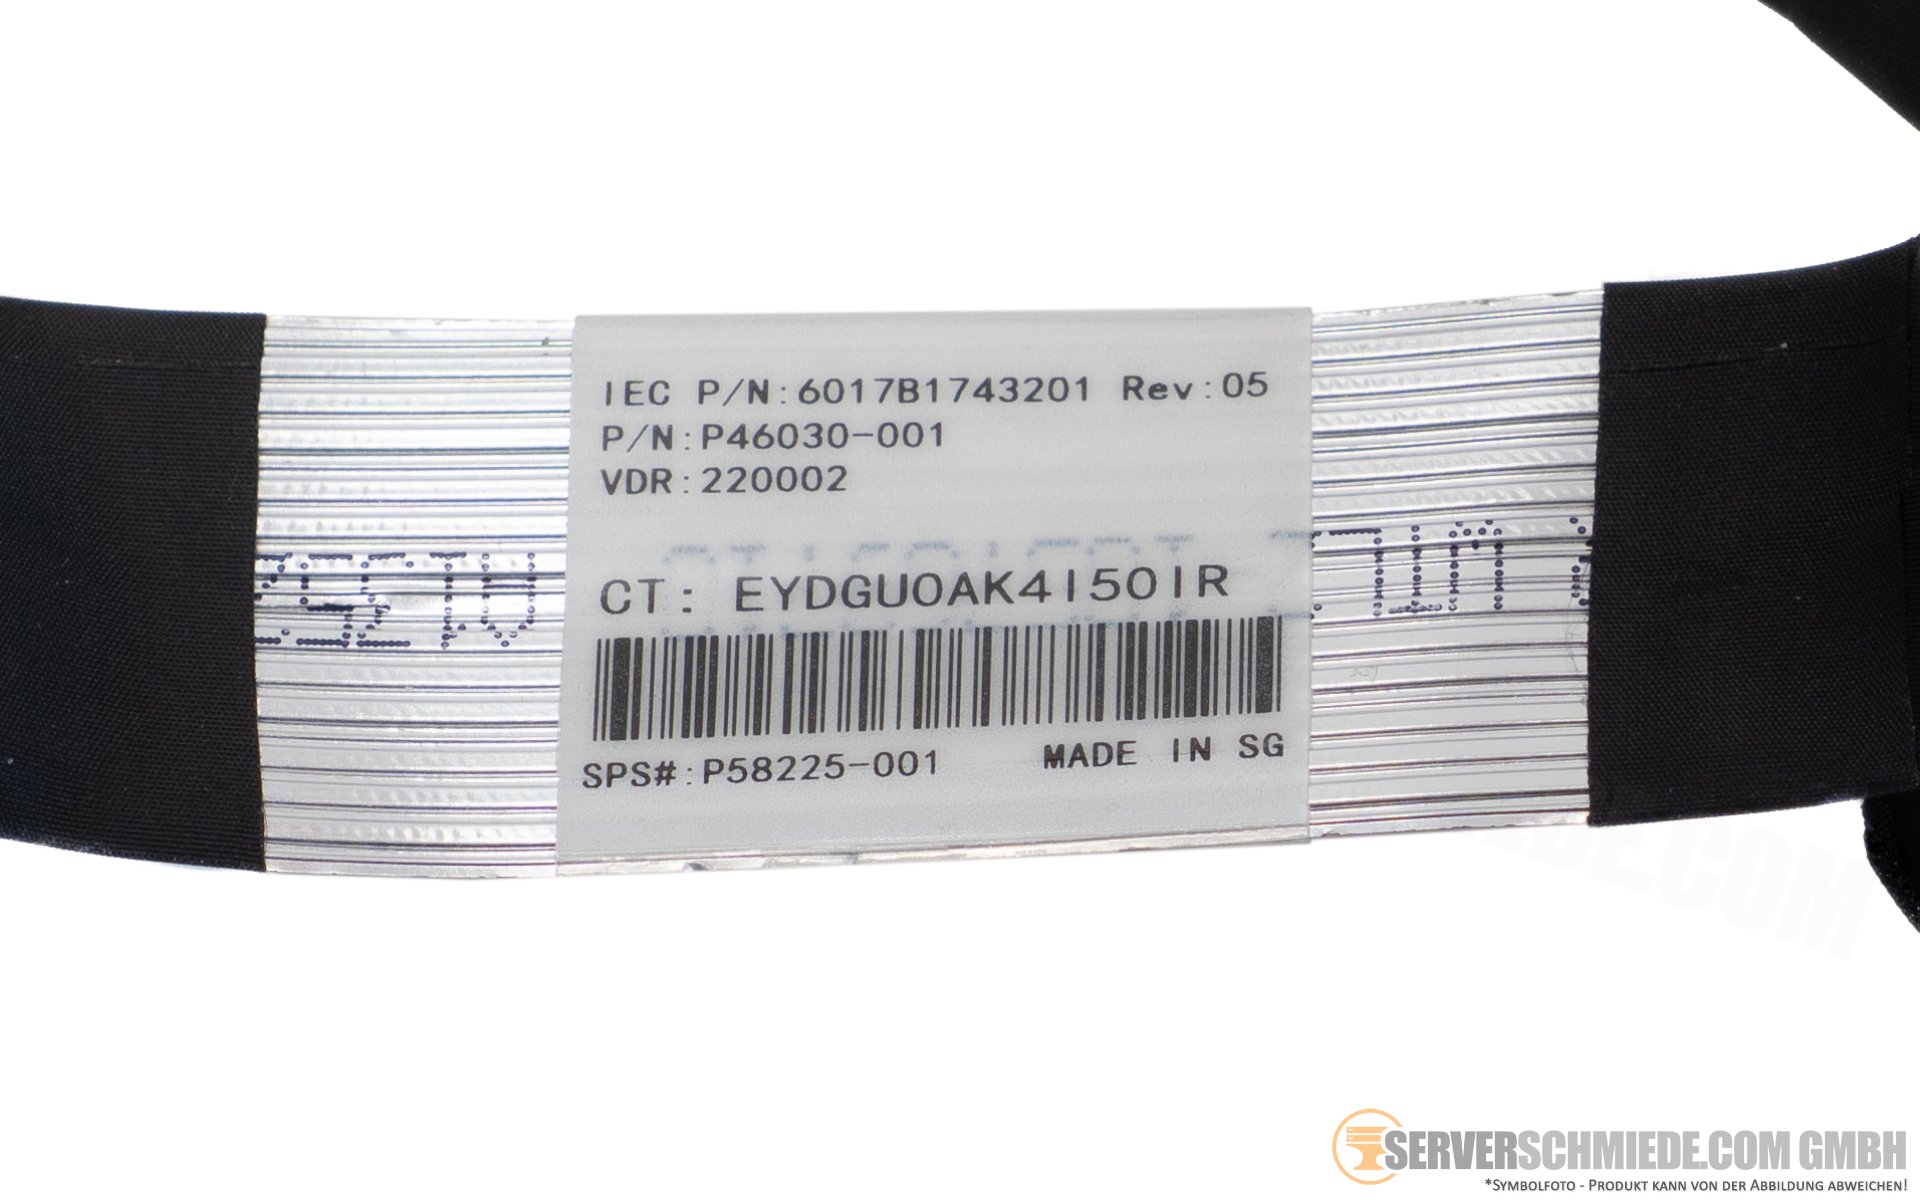 IEC P/N:6017B1743201 Rev:05
P/N:P46030-001
VDR:220002
CT: EYDGU0AK4I50IR
SPS#:P58225-001 MADE IN SG
SERVERSCHMIEDE.COM GMBH
*SYMBOLFOTO - PRODUKT KANN VON DER ABBILDUNG ABWEICHEN!